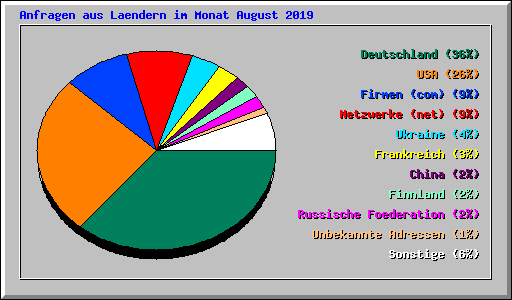 Anfragen aus Laendern im Monat August 2019
Deutschland (36%)
USA (26%)
Firmen (com) (9%)
Netzwerke (net) (9%)
Ukraine (4%)
Frankreich (3%)
China (2%)
Finnland (2%)
Russische Foederation (2%)
Unbekannte Adressen (1%)
Sonstige (6%)